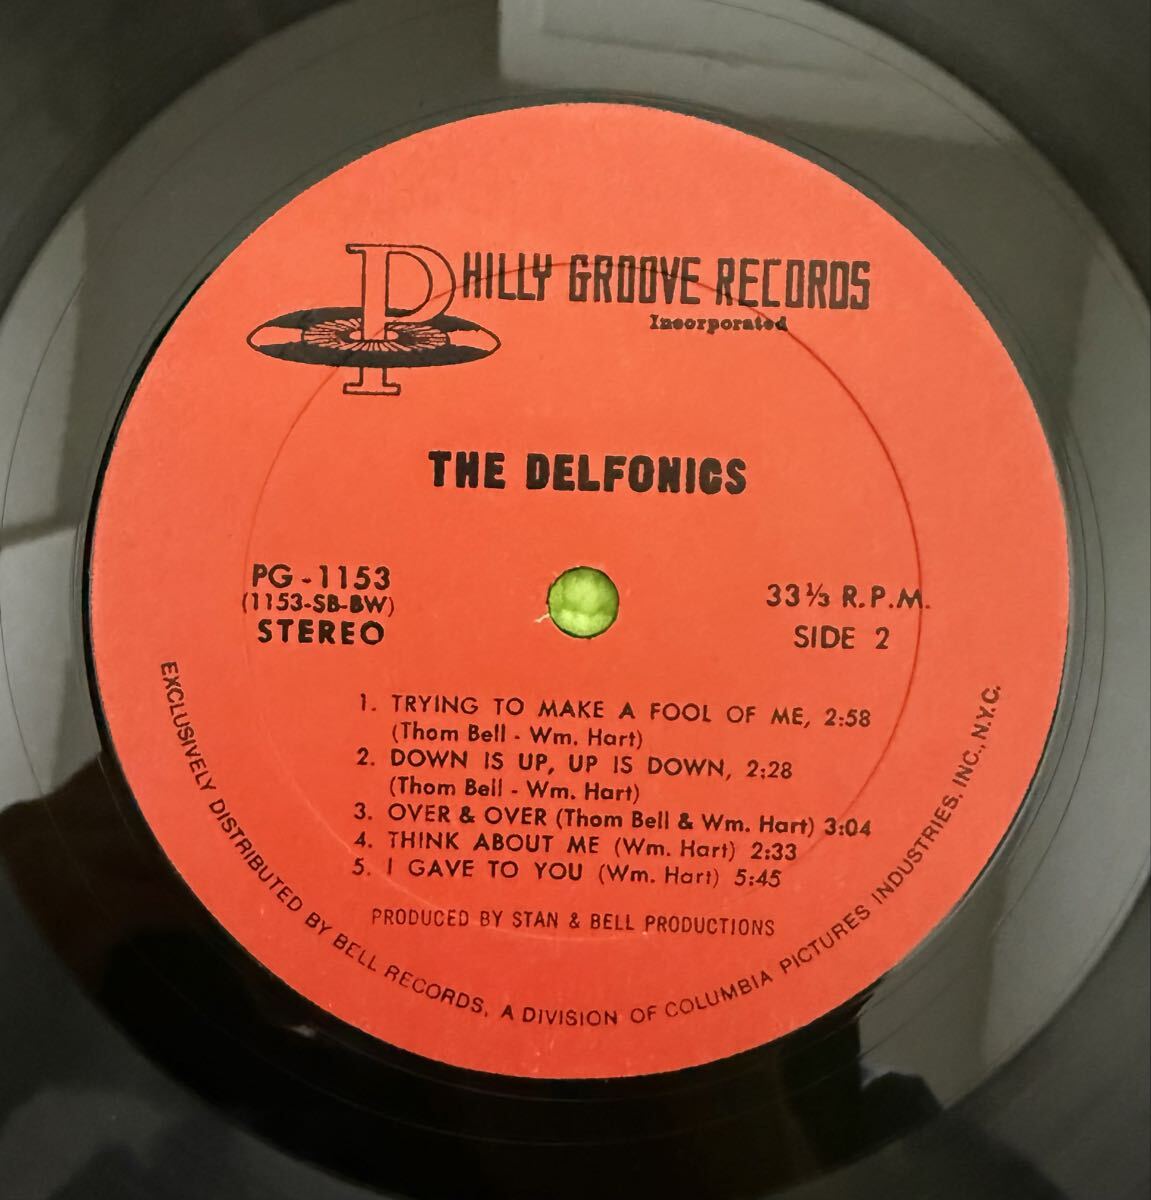 PHILLY GROOVE RECORDS
Incorporated
THE DELFONICS
PG-1153
(1153-SB-BW)
STEREO
33⅓ R.P.M.
SIDE 2
1. TRYING TO MAKE A FOOL OF ME, 2:58
(Thom Bell - Wm. Hart)
2. DOWN IS UP, UP IS DOWN, 2:28
(Thom Bell - Wm. Hart)
3. OVER & OVER (Thom Bell & Wm. Hart) 3:04
4. THINK ABOUT ME (Wm. Hart) 2:33
5. I GAVE TO YOU (Wm. Hart) 5:45
PRODUCED BY STAN & BELL PRODUCTIONS
EXCLUSIVELY DISTRIBUTED BY BELL RECORDS, A DIVISION OF COLUMBIA PICTURES INDUSTRIES, INC., N.Y.C.